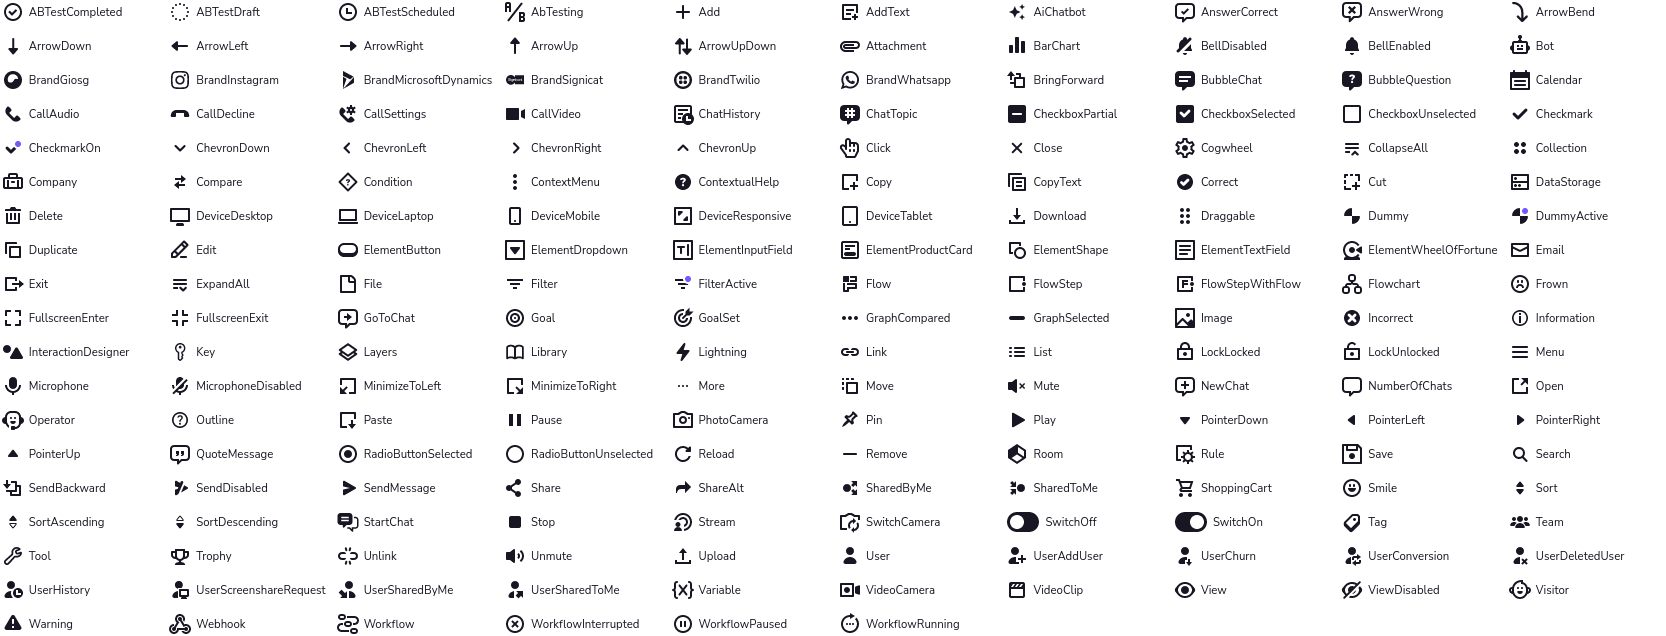 ABTestCompleted ABTestDraft ABTestScheduled AbTesting Add AddText AiChatbot AnswerCorrect AnswerWrong ArrowBend
ArrowDown ArrowLeft ArrowRight ArrowUp ArrowUpDown Attachment BarChart BellDisabled BellEnabled Bot
BrandGiosg BrandInstagram BrandMicrosoftDynamics BrandSignicat BrandTwilio BrandWhatsapp BringForward BubbleChat BubbleQuestion Calendar
CallAudio CallDecline CallSettings CallVideo ChatHistory ChatTopic CheckboxPartial CheckboxSelected CheckboxUnselected Checkmark
CheckmarkOn ChevronDown ChevronLeft ChevronRight ChevronUp Click Close Cogwheel CollapseAll Collection
Company Compare Condition ContextMenu ContextualHelp Copy CopyText Correct Cut DataStorage
Delete DeviceDesktop DeviceLaptop DeviceMobile DeviceResponsive DeviceTablet Download Draggable Dummy DummyActive
Duplicate Edit ElementButton ElementDropdown ElementInputField ElementProductCard ElementShape ElementTextField ElementWheelOfFortune Email
Exit ExpandAll File Filter FilterActive Flow FlowStep FlowStepWithFlow Flowchart Frown
FullscreenEnter FullscreenExit GoToChat Goal GoalSet GraphCompared GraphSelected Image Incorrect Information
InteractionDesigner Key Layers Library Lightning Link List LockLocked LockUnlocked Menu
Microphone MicrophoneDisabled MinimizeToLeft MinimizeToRight More Move Mute NewChat NumberOfChats Open
Operator Outline Paste Pause PhotoCamera Pin Play PointerDown PointerLeft PointerRight
PointerUp QuoteMessage RadioButtonSelected RadioButtonUnselected Reload Remove Room Rule Save Search
SendBackward SendDisabled SendMessage Share ShareAlt SharedByMe SharedToMe ShoppingCart Smile Sort
SortAscending SortDescending StartChat Stop Stream SwitchCamera SwitchOff SwitchOn Tag Team
Tool Trophy Unlink Unmute Upload User UserAddUser UserChurn UserConversion UserDeletedUser
UserHistory UserScreenshareRequest UserSharedByMe UserSharedToMe Variable VideoCamera VideoClip View ViewDisabled Visitor
Warning Webhook Workflow WorkflowInterrupted WorkflowPaused WorkflowRunning